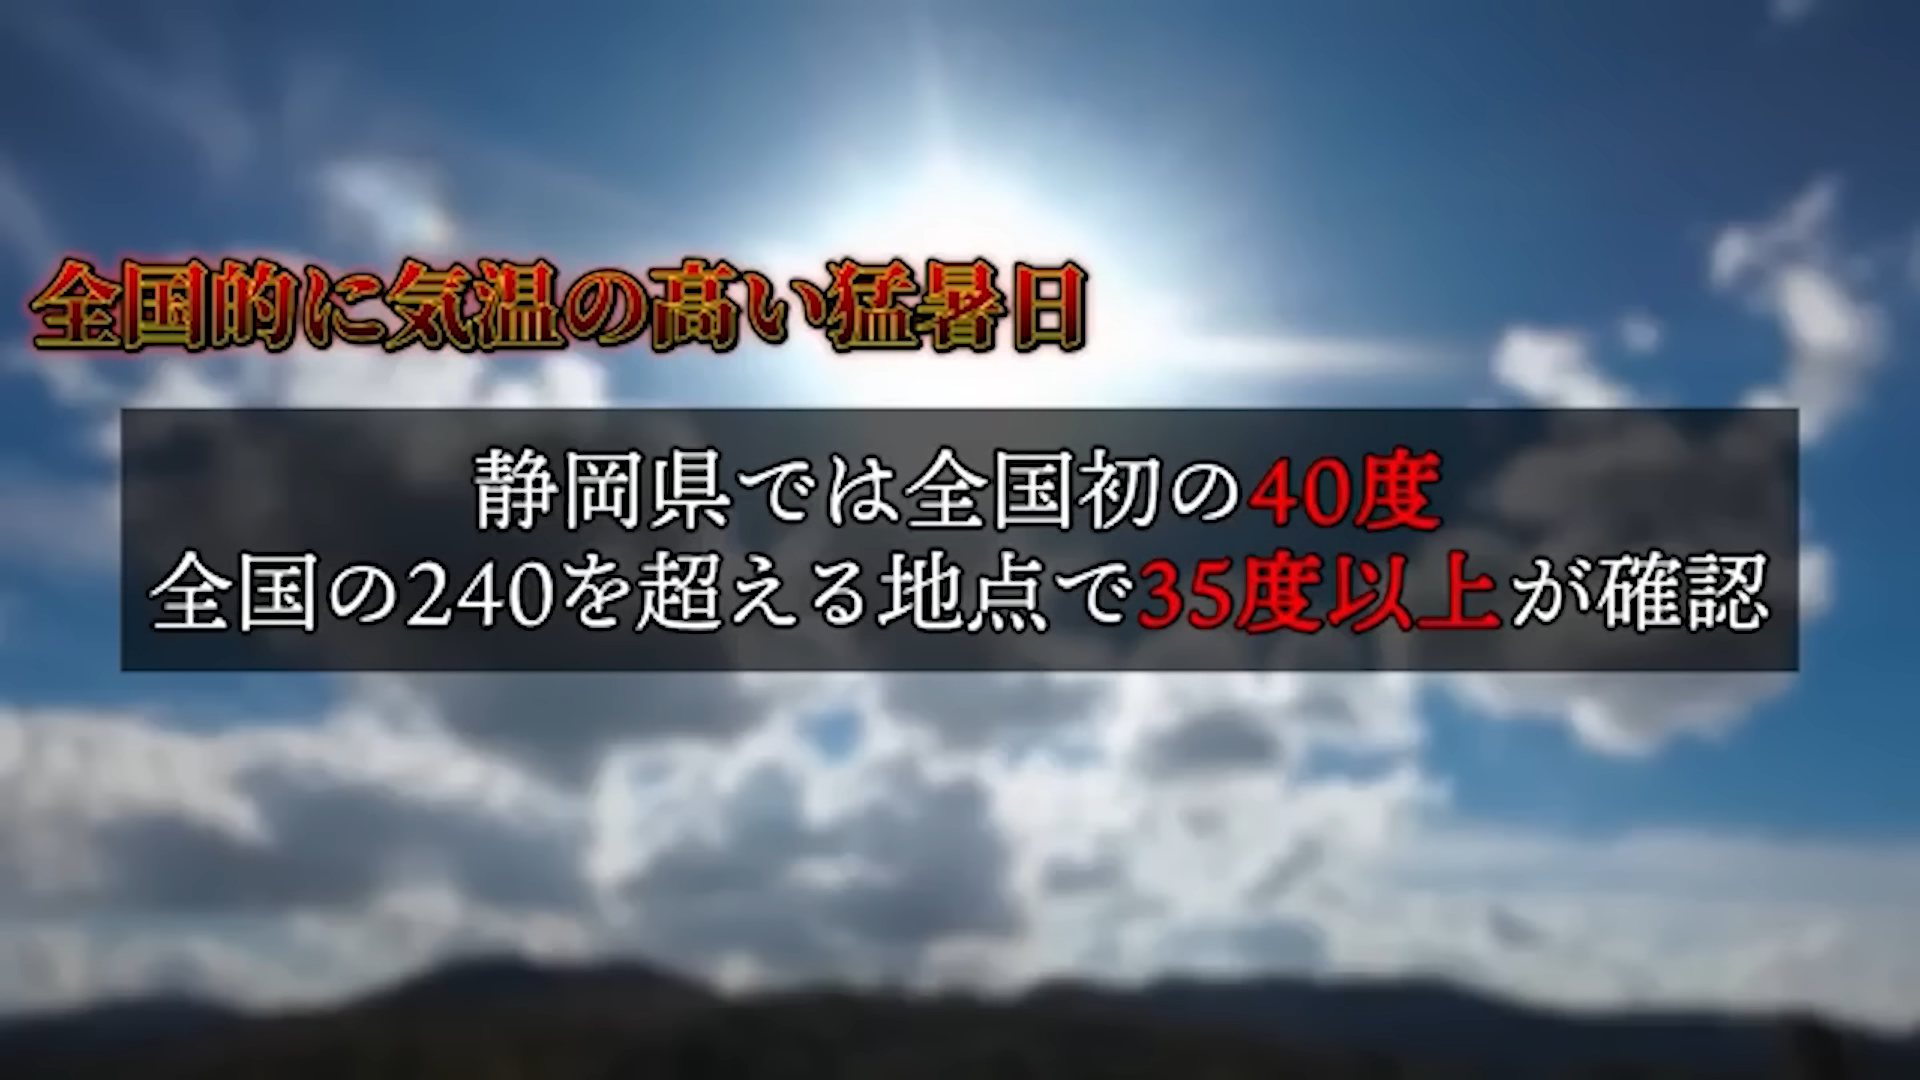 全国的に気温の高い猛暑日
静岡県では全国初の40度
全国の240を超える地点で35度以上が確認